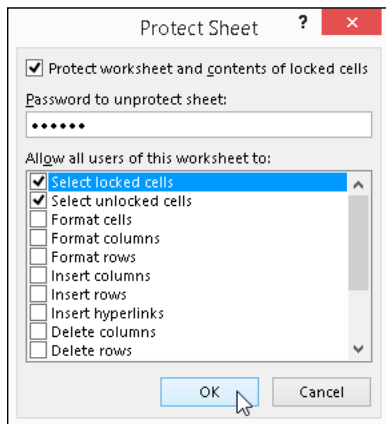 Protect Sheet ?
Protect worksheet and contents of locked cells
Password to unprotect sheet:
••••••
Allow all users of this worksheet to:
Select locked cells
Select unlocked cells
Format cells
Format columns
Format rows
Insert columns
Insert rows
Insert hyperlinks
Delete columns
Delete rows
OK Cancel